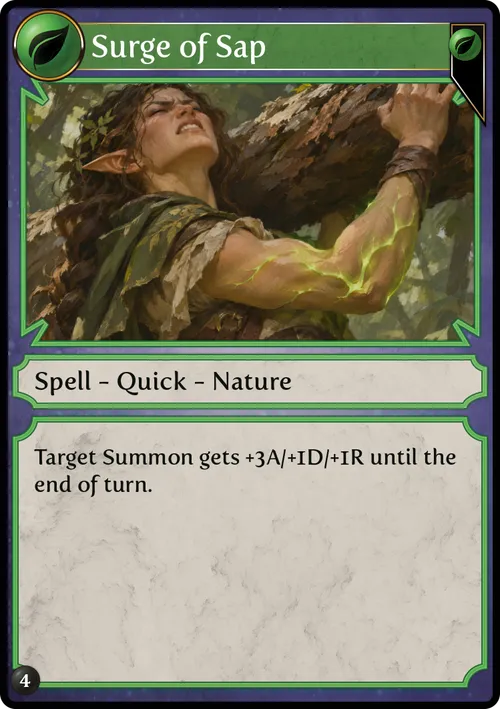 Surge of Sap
Spell - Quick - Nature
Target Summon gets +3A/+1D/+1R until the
end of turn.
4